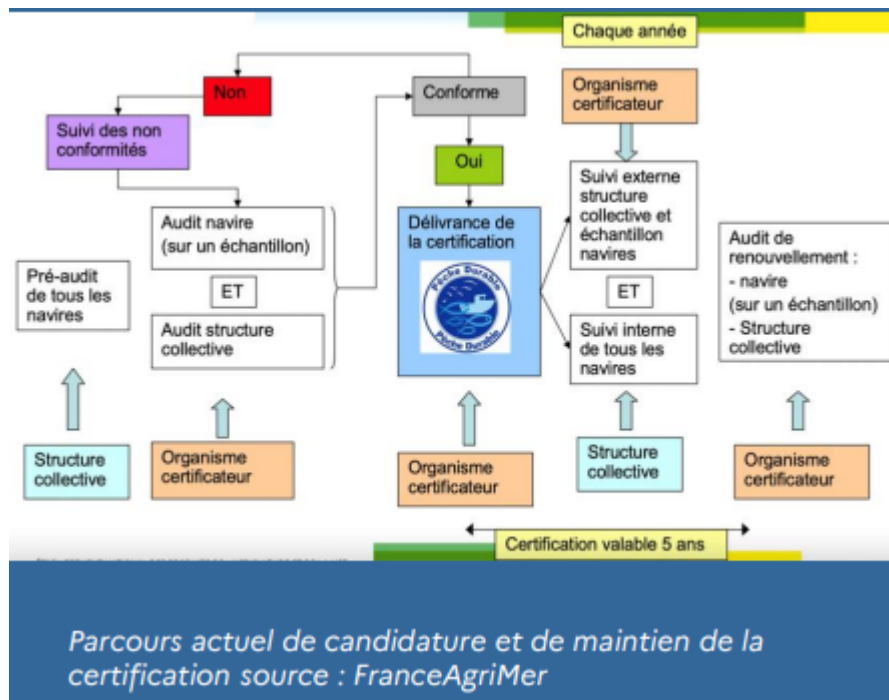 Chaque année
Non
Conforme
Organisme
certificateur
Suivi des non
conformités
Oui
Suivi externe
structure
collective et
échantillon
navires
Audit navire
(sur un échantillon)
Délivrance de
la certification
Audit de
renouvellement :
- navire
(sur un échantillon)
- Structure
collective
Pré-audit
de tous les
navires
ET
Pêche Durable
Pêche Durable
ET
Audit structure
collective
Suivi interne
de tous les
navires
Structure
collective
Organisme
certificateur
Organisme
certificateur
Structure
collective
Organisme
certificateur
Certification valable 5 ans
Parcours actuel de candidature et de maintien de la
certification source : FranceAgriMer